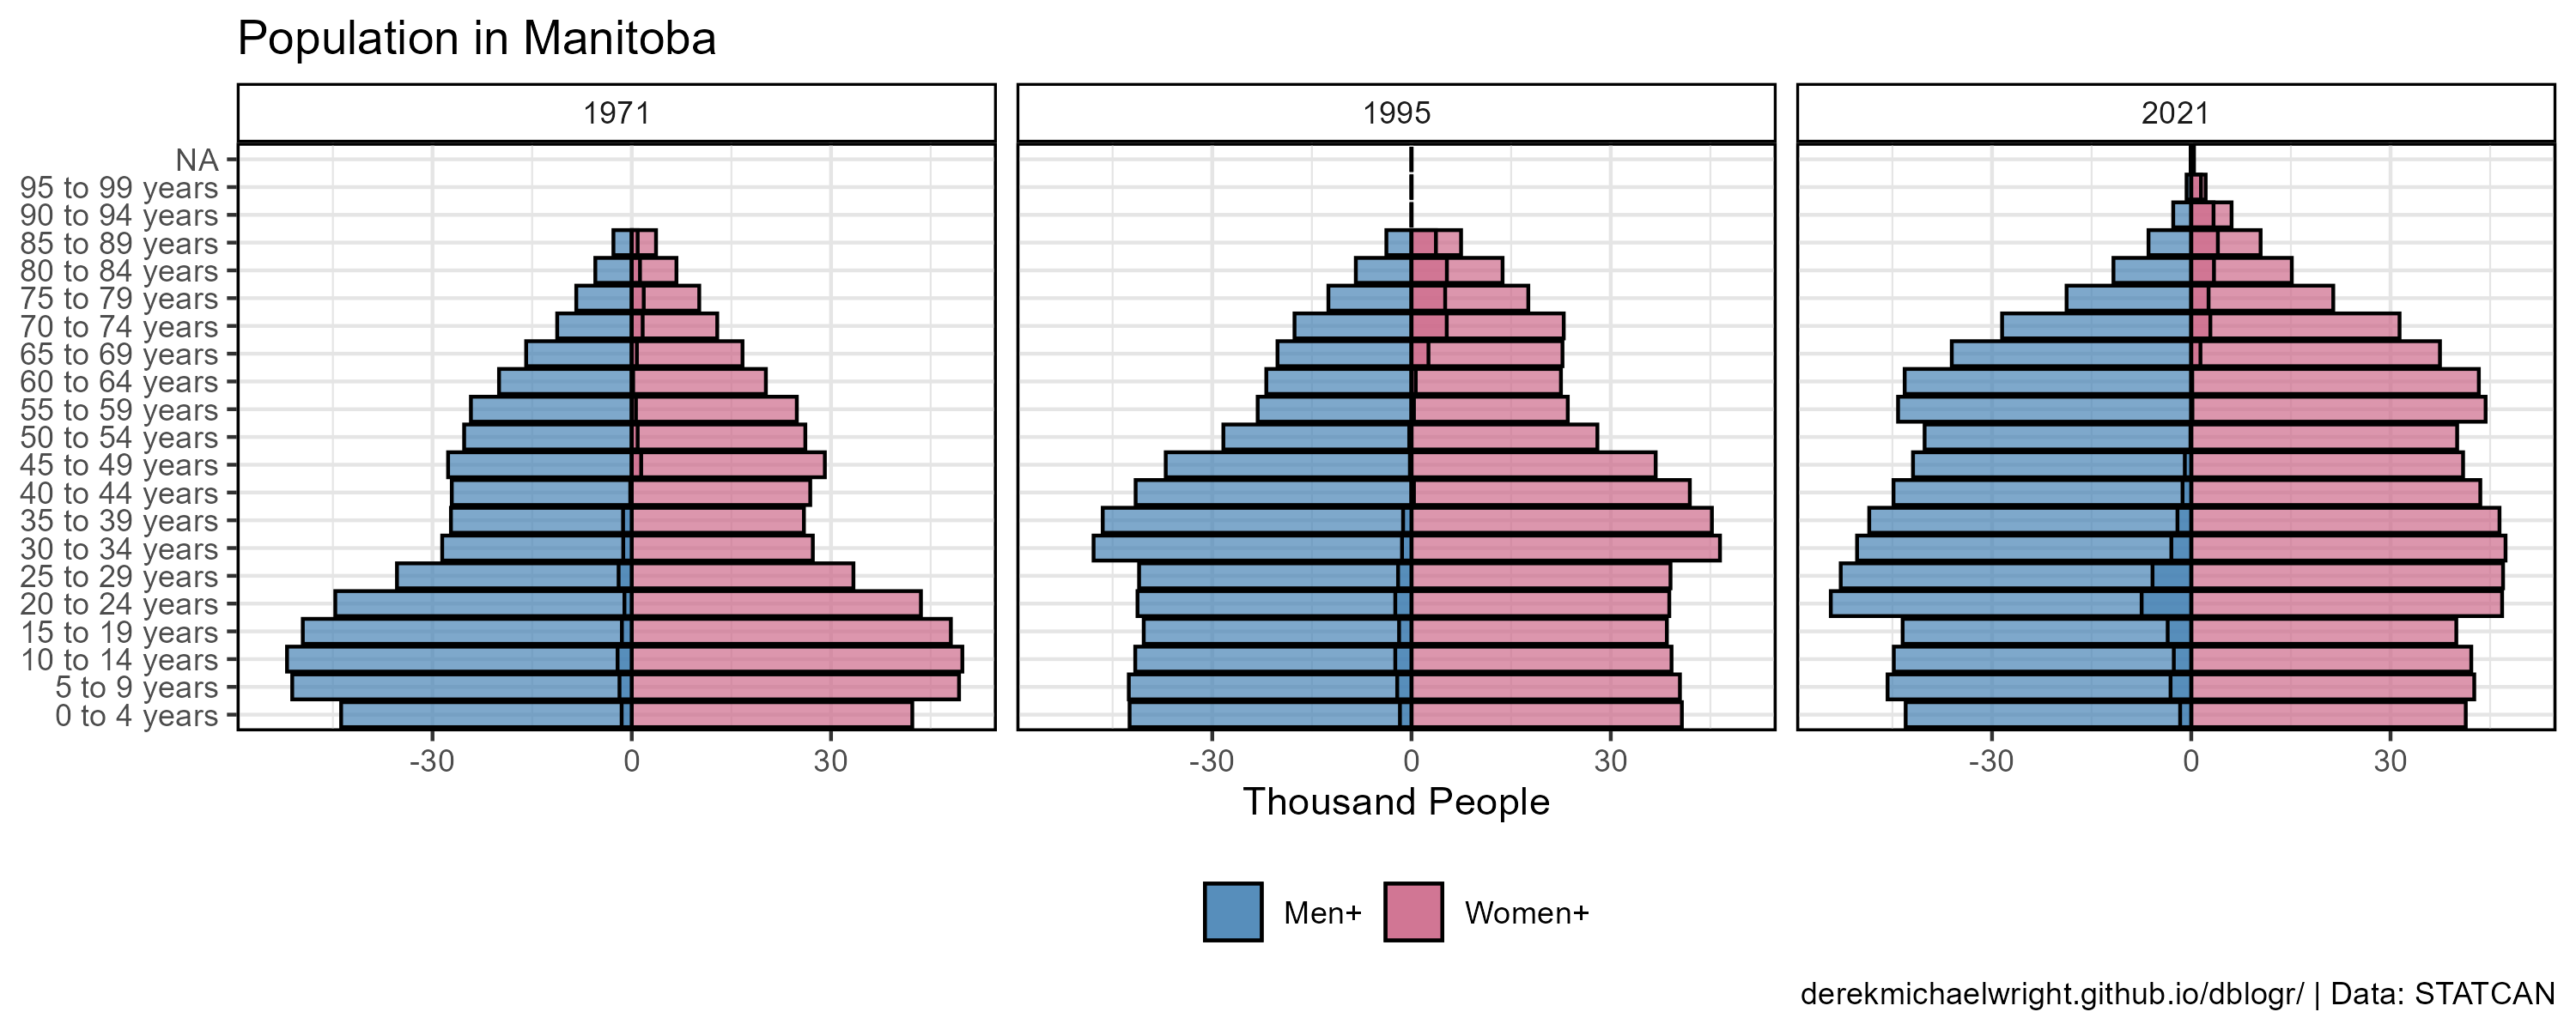 Population in Manitoba
1971
1995
2021
NA
95 to 99 years
90 to 94 years
85 to 89 years
80 to 84 years
75 to 79 years
70 to 74 years
65 to 69 years
60 to 64 years
55 to 59 years
50 to 54 years
45 to 49 years
40 to 44 years
35 to 39 years
30 to 34 years
25 to 29 years
20 to 24 years
15 to 19 years
10 to 14 years
5 to 9 years
0 to 4 years
-30 0 30
-30 0 30
-30 0 30
Thousand People
Men+ Women+
derekmichaelwright.github.io/dblogr/ | Data: STATCAN